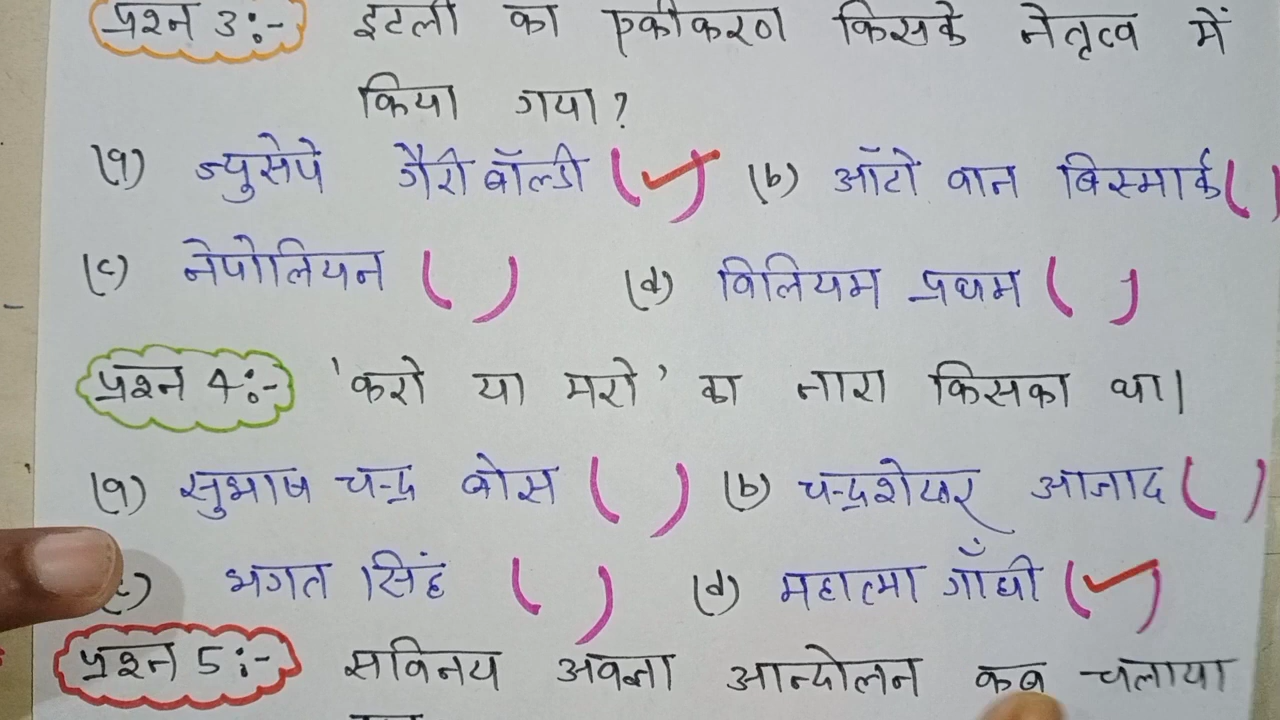 प्रश्न 3:- इटली का एकीकरण किसके नेतृत्व में
किया गया?
(a) ज्युसेपे गैरीबॉल्डी (✓) (b) ऑटो वान बिस्मार्क ( )
(c) नेपोलियन ( ) (d) विलियम प्रथम ( )
प्रश्न 4:- 'करो या मरो' का नारा किसका था।
(a) सुभाष चन्द्र बोस ( ) (b) चन्द्रशेखर आजाद ( )
(c) भगत सिंह ( ) (d) महात्मा गाँधी (✓)
प्रश्न 5:- सविनय अवज्ञा आन्दोलन कब चलाया